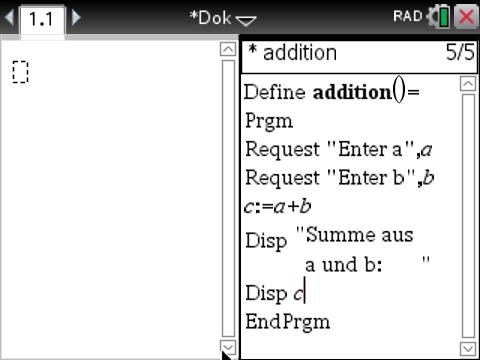 1.1
*Dok
RAD
* addition 5/5
Define addition()=
Prgm
Request "Enter a",a
Request "Enter b",b
c:=a+b
Disp "Summe aus
a und b: "
Disp c
EndPrgm